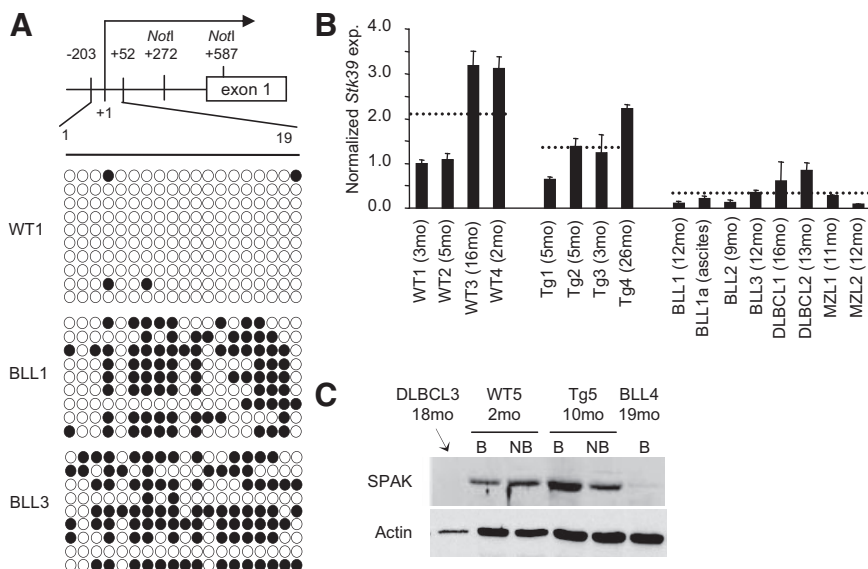 A
NotI NotI
-203 +52 +272 +587
exon 1
+1
1 19
WT1
BLL1
BLL3
B
Normalized Stk39 exp.
4.0
3.0
2.0
1.0
0.0
WT1 (3mo)
WT2 (5mo)
WT3 (16mo)
WT4 (2mo)
Tg1 (5mo)
Tg2 (5mo)
Tg3 (3mo)
Tg4 (26mo)
BLL1 (12mo)
BLL1a (ascites)
BLL2 (9mo)
BLL3 (12mo)
DLBCL1 (16mo)
DLBCL2 (13mo)
MZL1 (11mo)
MZL2 (12mo)
C
DLBCL3 WT5 Tg5 BLL4
18mo 2mo 10mo 19mo
B NB B NB B
SPAK
Actin